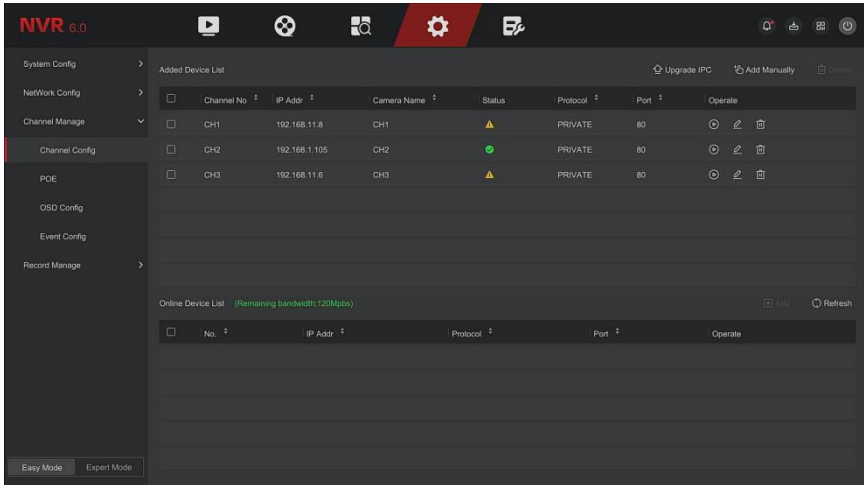 NVR 6.0
System Config
NetWork Config
Channel Manage
Channel Config
POE
OSD Config
Event Config
Record Manage
Easy Mode Expert Mode
Added Device List Upgrade IPC Add Manually Delete
Channel No IP Addr Camera Name Status Protocol Port Operate
CH1 192.168.11.8 CH1 PRIVATE 80
CH2 192.168.1.105 CH2 PRIVATE 80
CH3 192.168.11.6 CH3 PRIVATE 80
Online Device List (Remaining bandwidth:120Mpbs) Add Refresh
No. IP Addr Protocol Port Operate